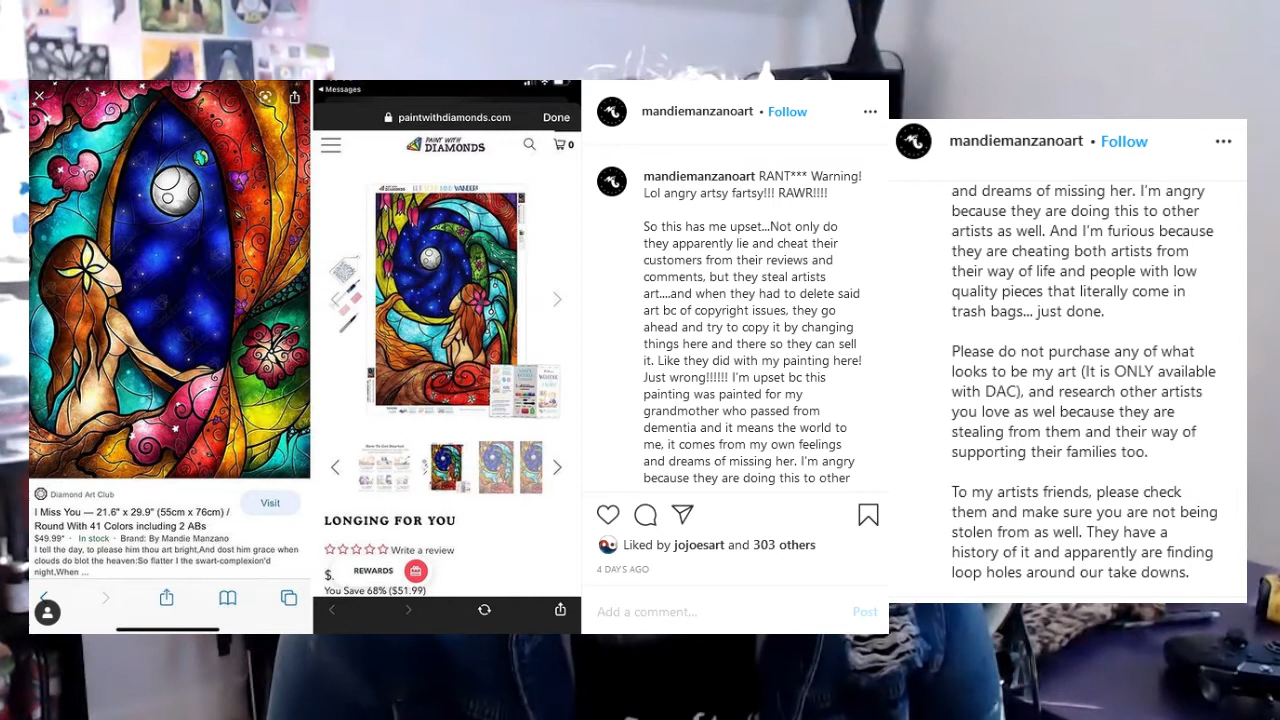 Diamond Art Club
Visit
I Miss You — 21.6" x 29.9" (55cm x 76cm) /
Round With 41 Colors including 2 ABs
$49.99* · In stock · Brand: By Mandie Manzano
I tell the day, to please him thou art bright,And dost him grace when
clouds do blot the heaven:So flatter I the swart-complexion'd
night,When ...
Messages
paintwithdiamonds.com
Done
PAINT WITH
DIAMONDS
0
LONGING FOR YOU
Write a review
$.
REWARDS
You Save 68% ($51.99)
mandiemanzanoart • Follow
mandiemanzanoart RANT*** Warning!
Lol angry artsy fartsy!!! RAWR!!!!
So this has me upset...Not only do
they apparently lie and cheat their
customers from their reviews and
comments, but they steal artists
art....and when they had to delete said
art bc of copyright issues, they go
ahead and try to copy it by changing
things here and there so they can sell
it. Like they did with my painting here!
Just wrong!!!!!! I'm upset bc this
painting was painted for my
grandmother who passed from
dementia and it means the world to
me, it comes from my own feelings
and dreams of missing her. I'm angry
because they are doing this to other
Liked by jojoesart and 303 others
4 DAYS AGO
Add a comment...
Post
mandiemanzanoart • Follow
and dreams of missing her. I'm angry
because they are doing this to other
artists as well. And I'm furious because
they are cheating both artists from
their way of life and people with low
quality pieces that literally come in
trash bags... just done.
Please do not purchase any of what
looks to be my art (It is ONLY available
with DAC), and research other artists
you love as wel because they are
stealing from them and their way of
supporting their families too.
To my artists friends, please check
them and make sure you are not being
stolen from as well. They have a
history of it and apparently are finding
loop holes around our take downs.